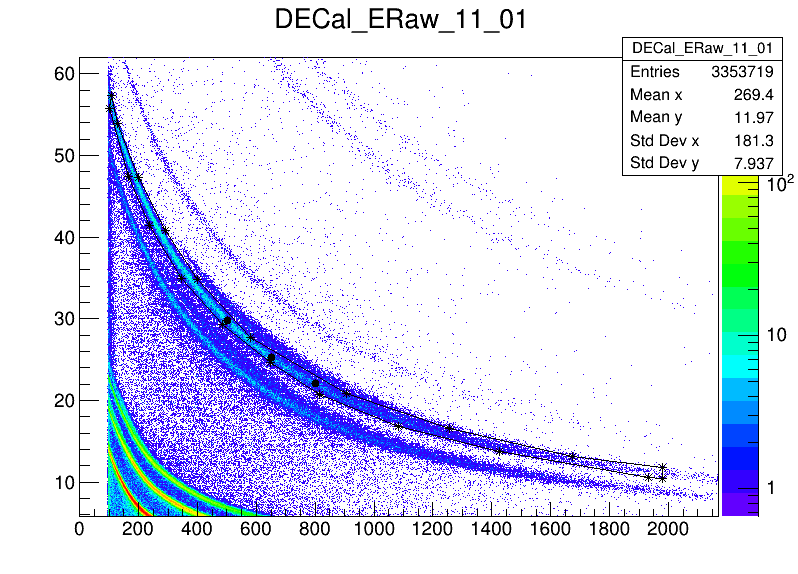 DECal_ERaw_11_01
DECal_ERaw_11_01
Entries 3353719
Mean x 269.4
Mean y 11.97
Std Dev x 181.3
Std Dev y 7.937
60
50
40
30
20
10
0 200 400 600 800 1000 1200 1400 1600 1800 2000
10²
10
1